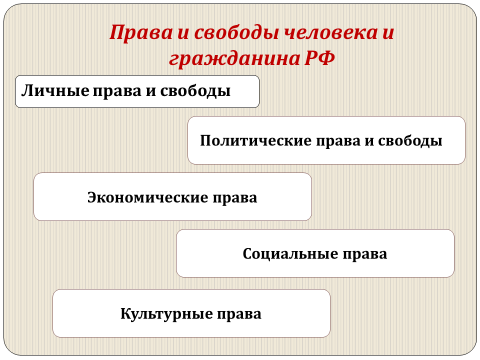 Права и свободы человека и
гражданина РФ
Личные права и свободы
Политические права и свободы
Экономические права
Социальные права
Культурные права